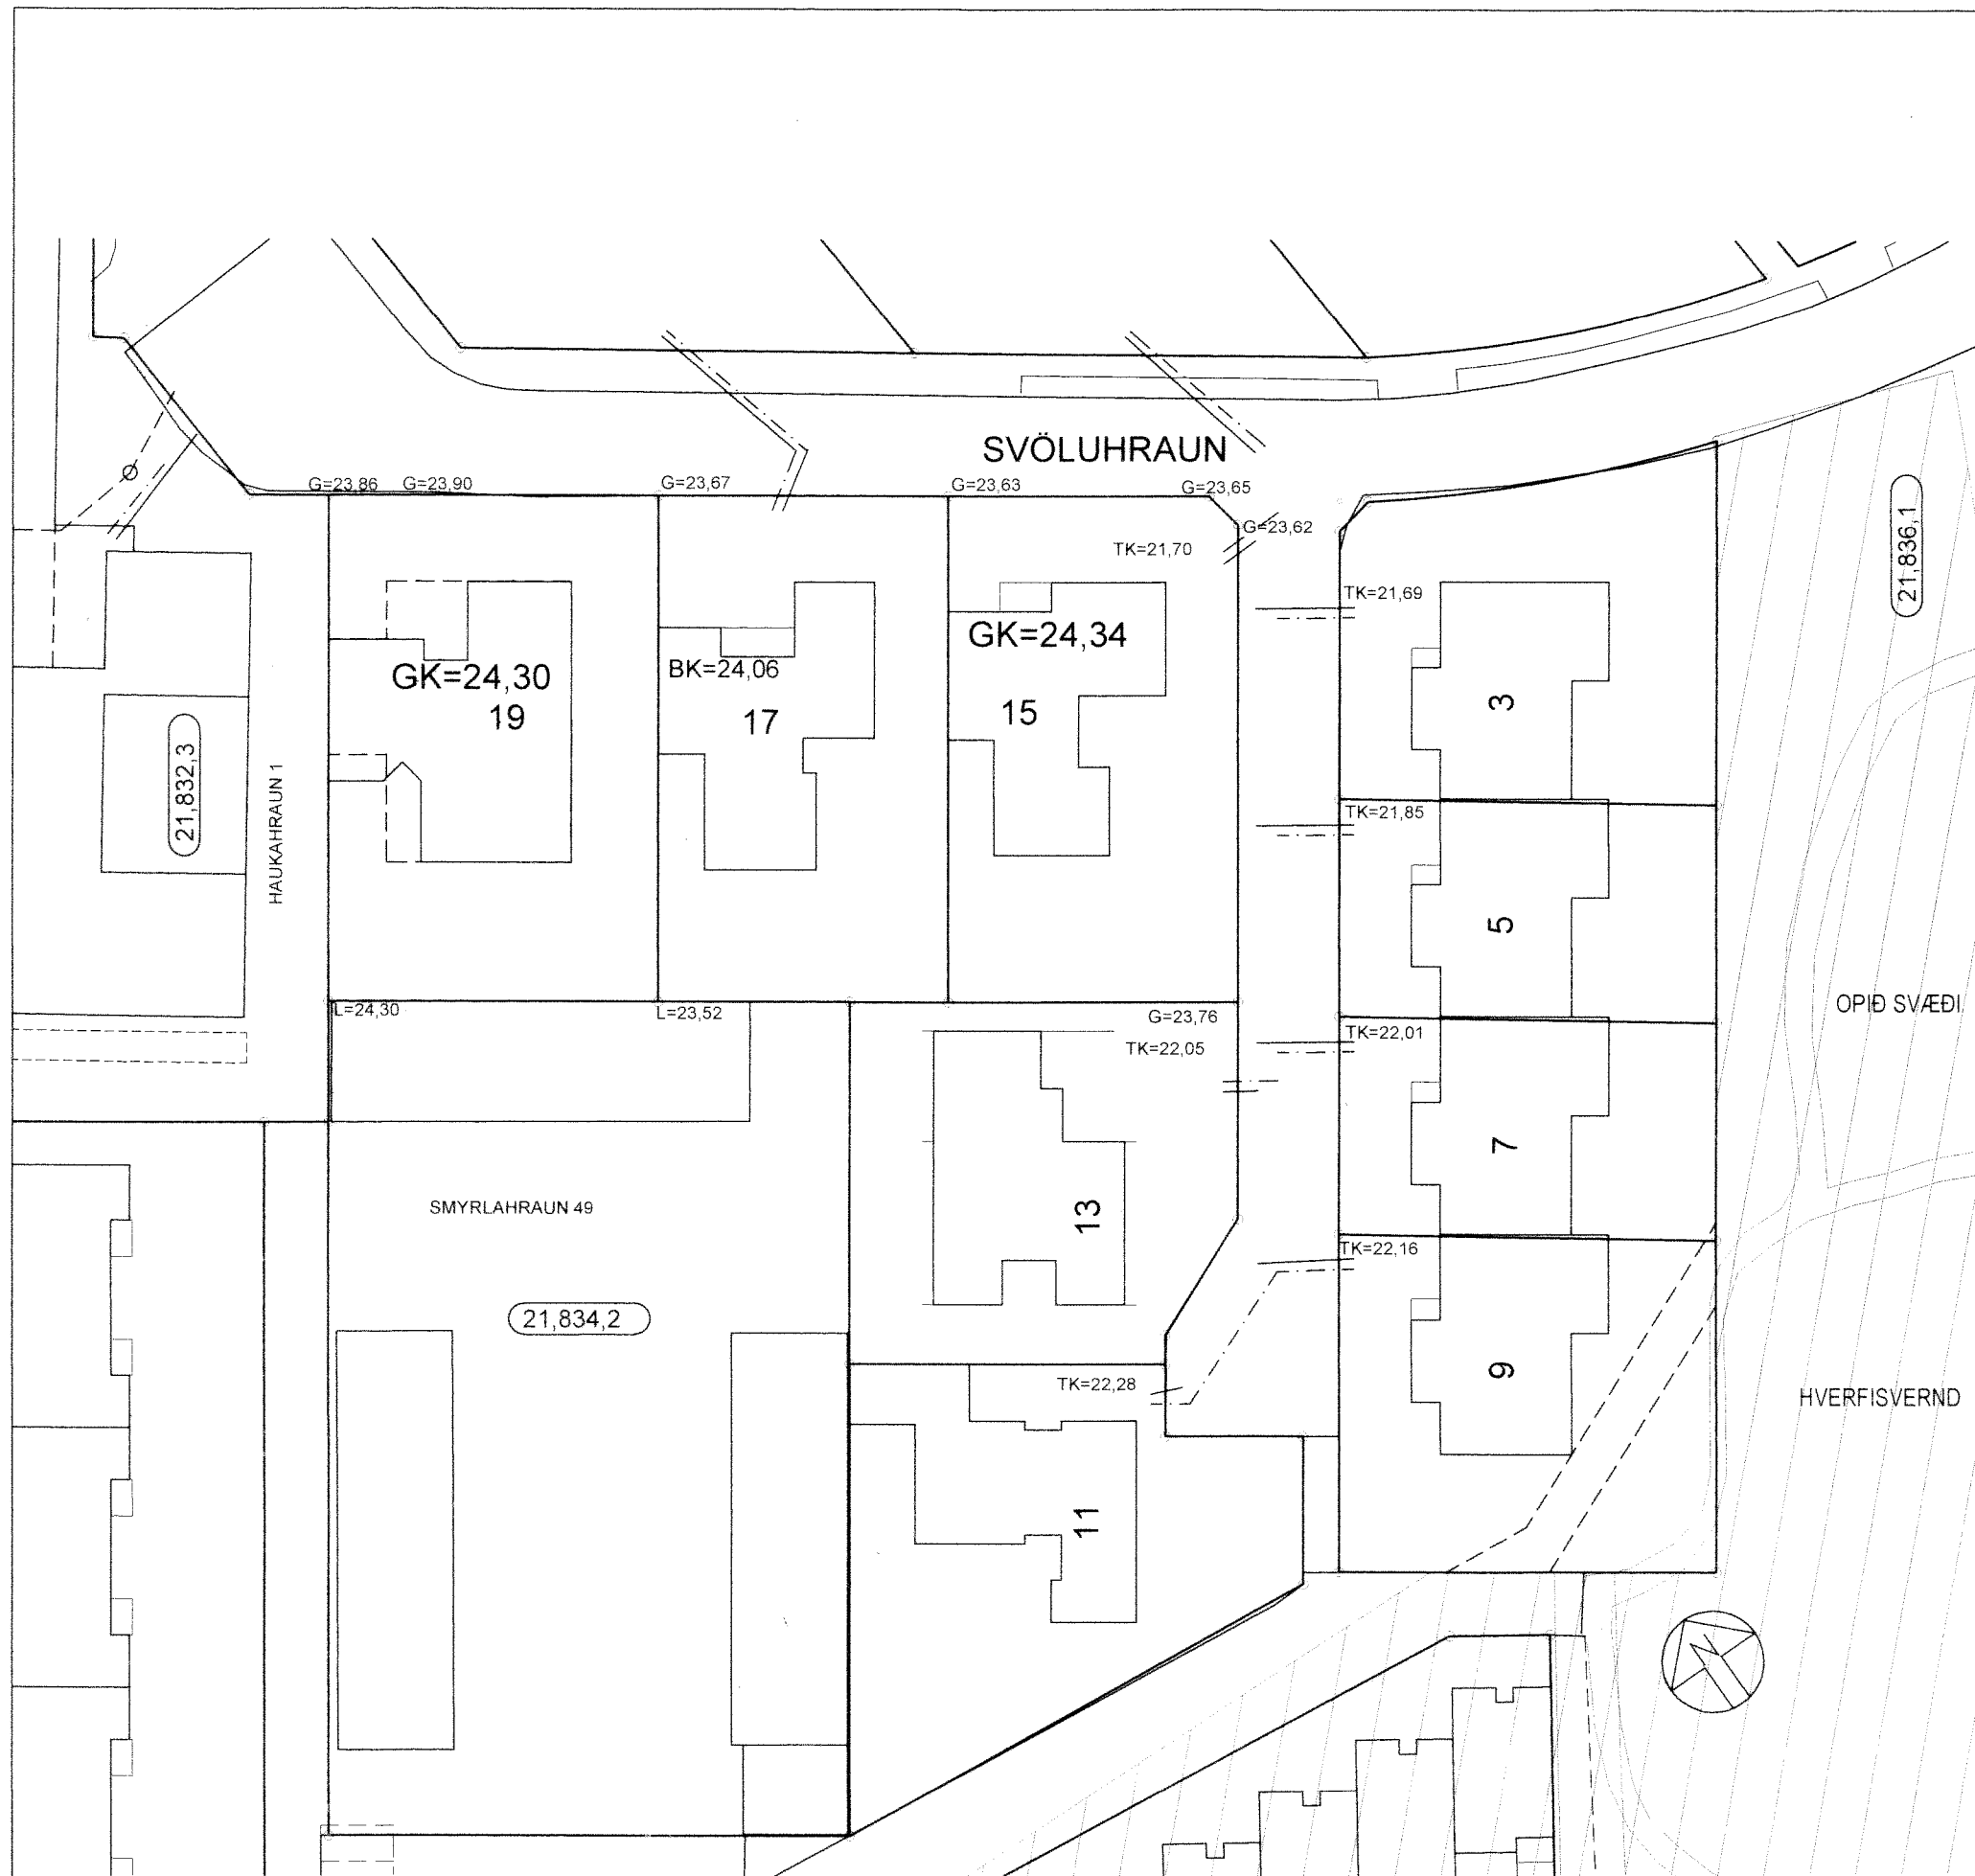 SVÖLUHRAUN
G=23,86 G=23,90
G=23,67
G=23,63
G=23,65
G=23,62
TK=21,70
TK=21,69
21,836,1
GK=24,30
19
BK=24,06
17
GK=24,34
15
3
21,832,3
HAUKAHRAUN 1
TK=21,85
5
L=24,30
L=23,52
G=23,76
TK=22,05
TK=22,01
7
OPIÐ SVÆÐI
SMYRLAHRAUN 49
13
TK=22,16
9
21,834,2
TK=22,28
11
HVERFISVERND